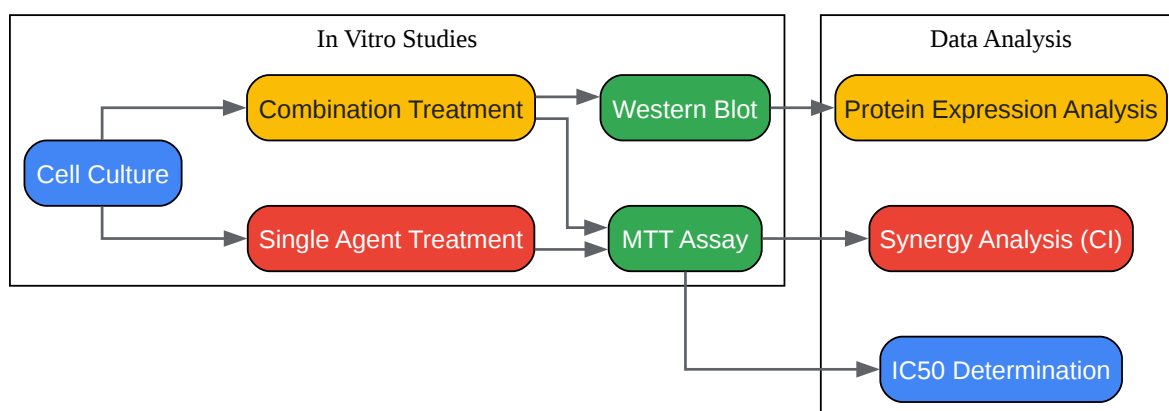 In Vitro Studies
Data Analysis
Combination Treatment
Western Blot
Protein Expression Analysis
Cell Culture
Single Agent Treatment
MTT Assay
Synergy Analysis (CI)
IC50 Determination